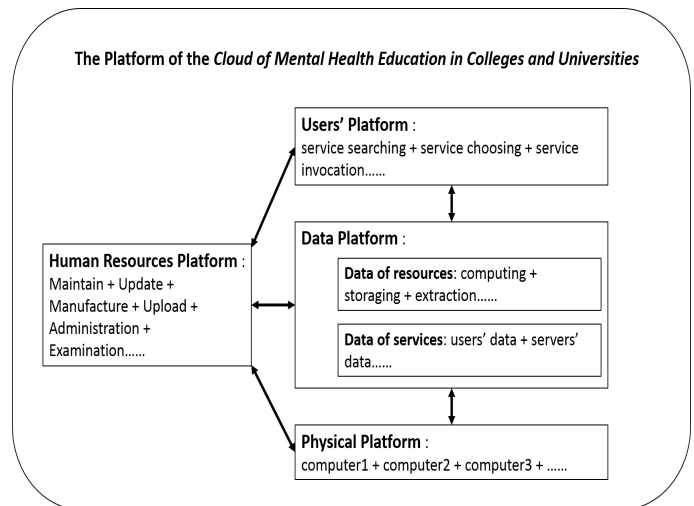 The Platform of the Cloud of Mental Health Education in Colleges and Universities
Users' Platform :
service searching + service choosing + service
invocation......
Data Platform :
Data of resources: computing +
storaging + extraction......
Data of services: users' data + servers'
data......
Human Resources Platform :
Maintain + Update +
Manufacture + Upload +
Administration +
Examination......
Physical Platform :
computer1 + computer2 + computer3 + ......